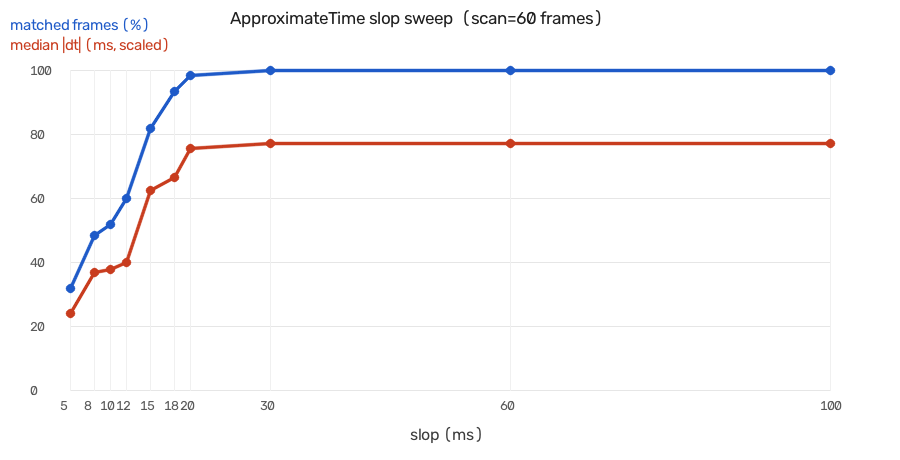 ApproximateTime slop sweep (scan=60 frames)
matched frames (%)
median |dt| (ms, scaled)
100
80
60
40
20
0
5 8 10 12 15 18 20 30 60 100
slop (ms)